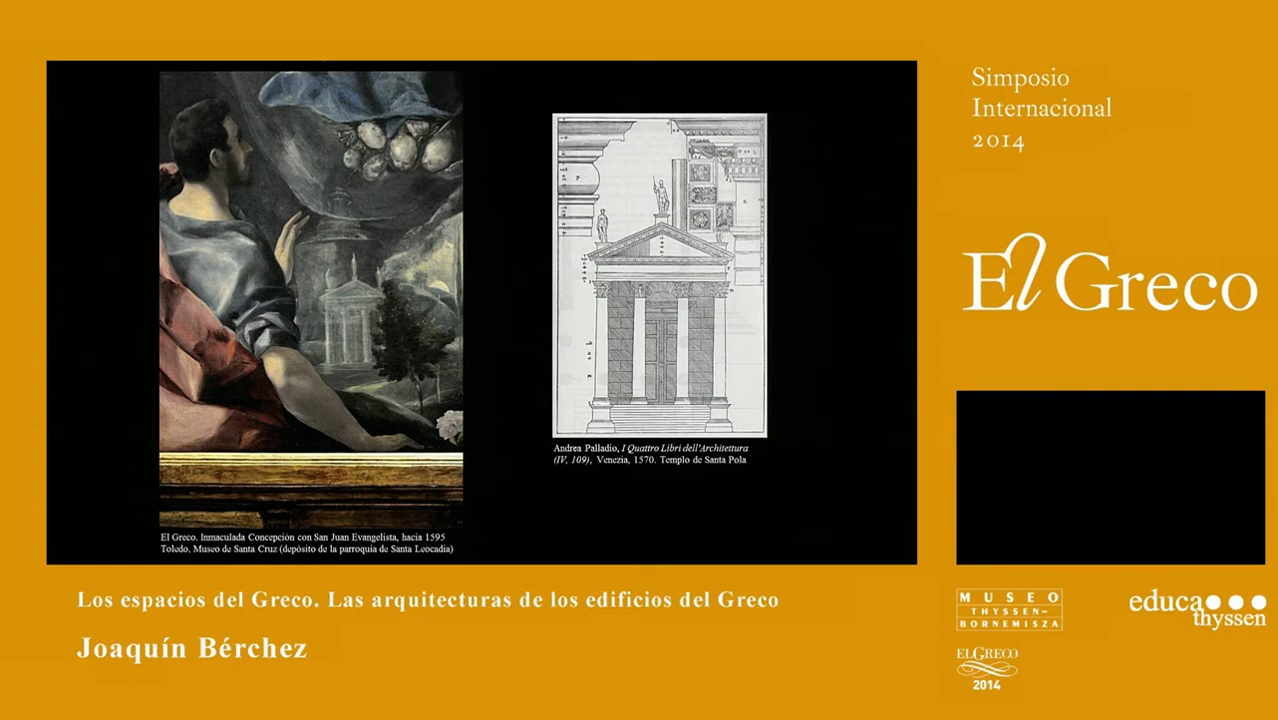 Simposio
Internacional
2014
El Greco
Andrea Palladio, I Quattro Libri dell'Architettura
(IV, 109), Venezia, 1570. Templo de Santa Pola
El Greco. Inmaculada Concepción con San Juan Evangelista, hacia 1595
Toledo. Museo de Santa Cruz (depósito de la parroquia de Santa Leocadia)
Los espacios del Greco. Las arquitecturas de los edificios del Greco
Joaquín Bérchez
MUSEO
THYSSEN-
BORNEMISZA
educa
thyssen
ELGRECO
2014